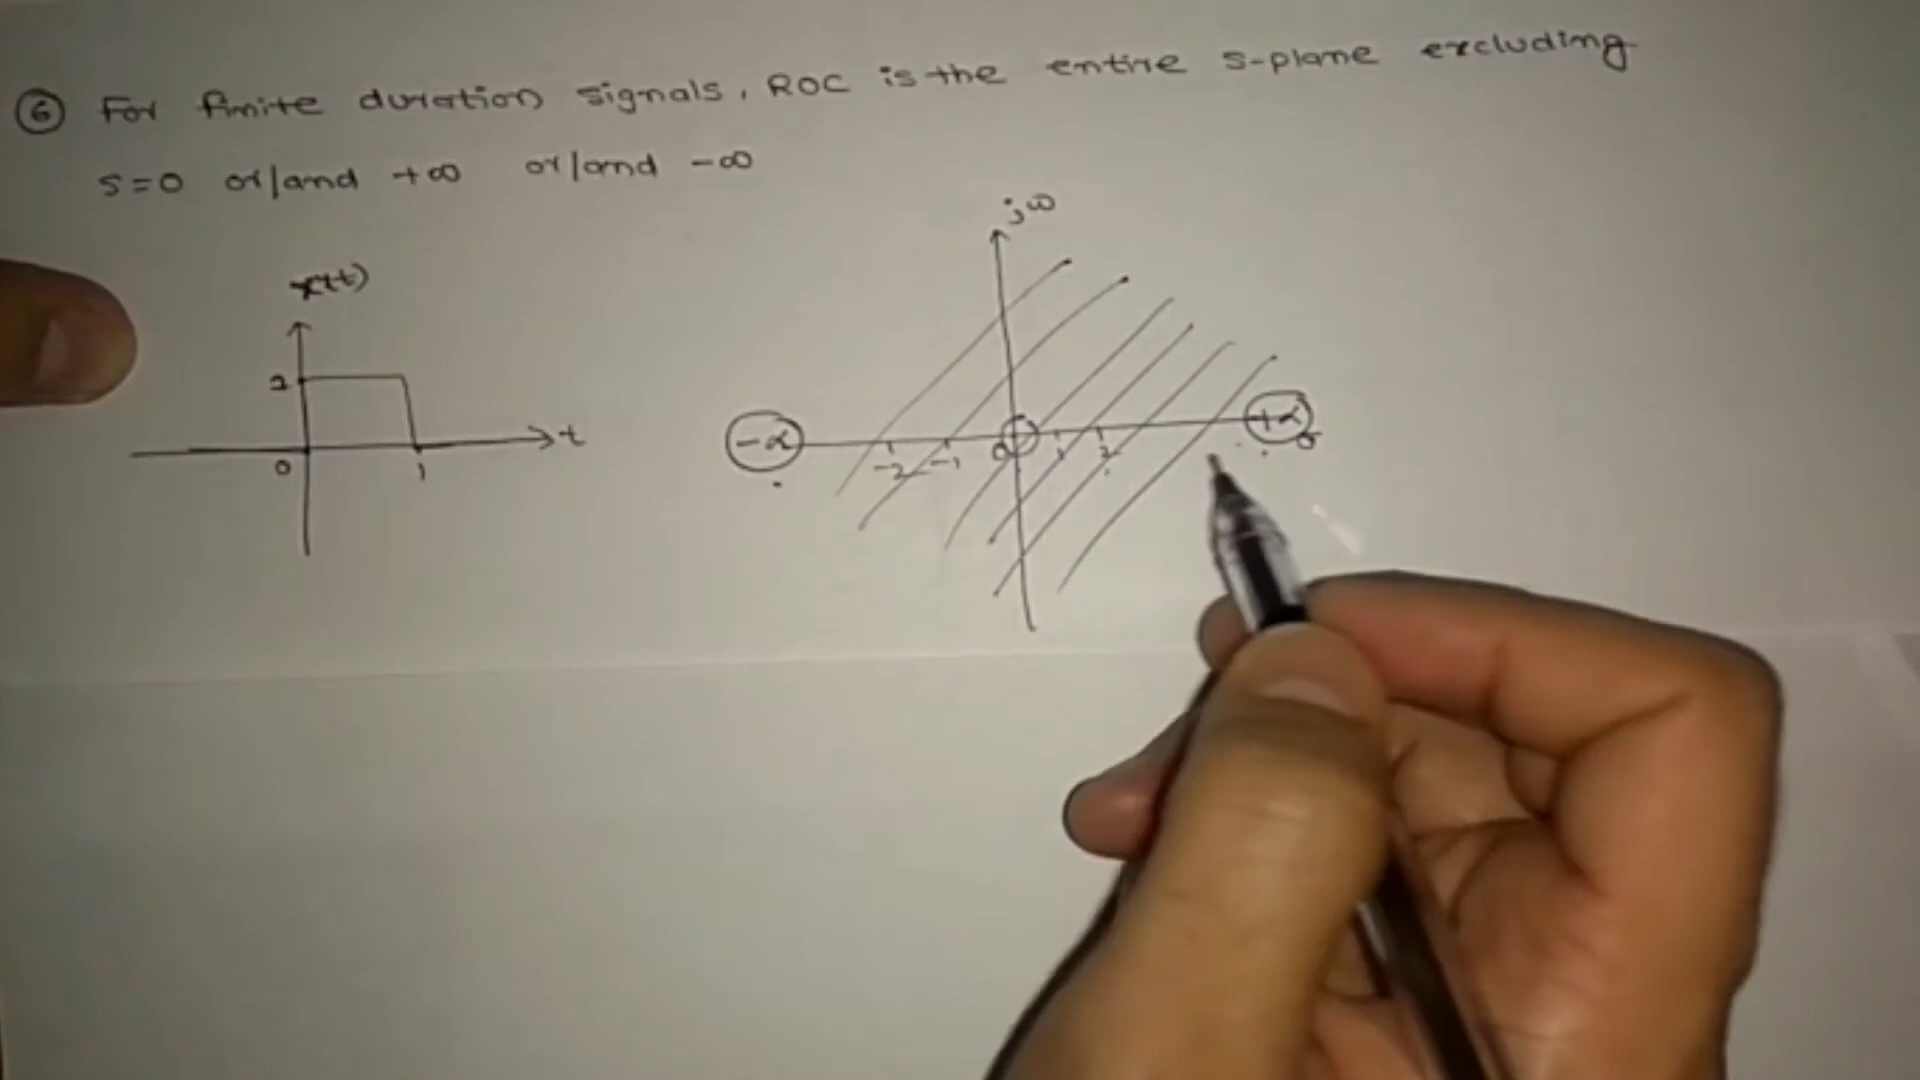 ⑥ For finite duration signals, ROC is the entire s-plane excluding
s=0 or/and +∞ or/and -∞
x(t)
2
0
1
t
jω
-∝
-2
-1
0
1
2
+∝
σ